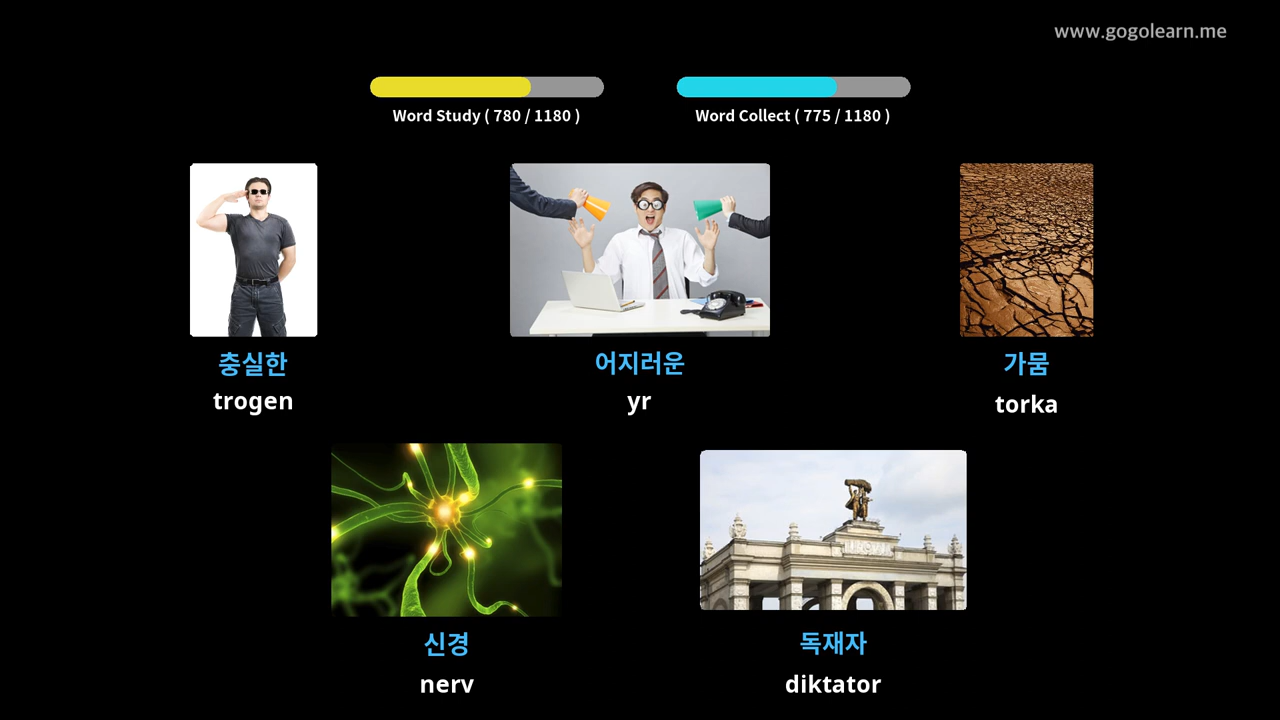 www.gogolearn.me
Word Study ( 780 / 1180 )
Word Collect ( 775 / 1180 )
충실한
trogen
어지러운
yr
가뭄
torka
신경
nerv
독재자
diktator